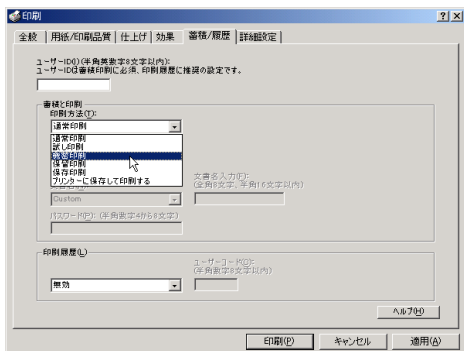 印刷
全般 用紙/印刷品質 仕上げ 効果 蓄積/履歴 詳細設定
ユーザーID(I)(半角英数字8文字以内):
ユーザーIDは蓄積印刷に必須、印刷履歴に推奨の設定です。
蓄積と印刷
印刷方法(T):
通常印刷
通常印刷
試し印刷
機密印刷
保留印刷
保存印刷
プリンターに保存して印刷する
文書名入力(F):
(全角8文字、半角16文字以内)
Custom
パスワード(P): (半角数字4から8文字)
印刷履歴(L)
ユーザーコード(C):
(半角数字8文字以内)
無効
ヘルプ(H)
印刷(P) キャンセル 適用(A)